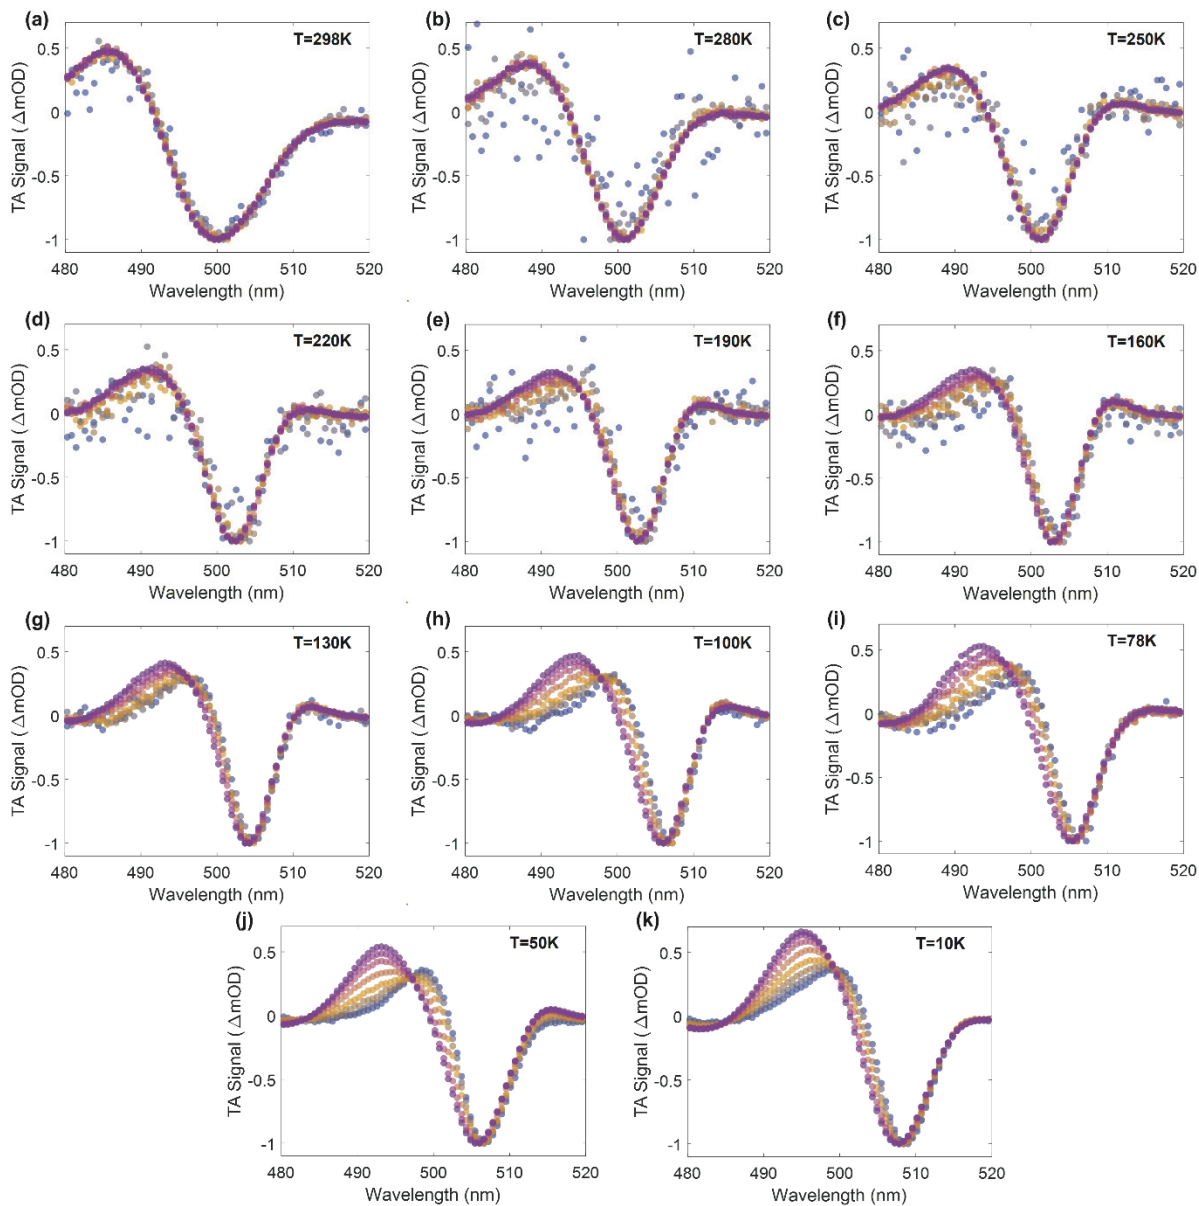 (a) T=298K
0.5
0
-0.5
-1
TA Signal ( ΔmOD)
480 490 500 510 520
Wavelength (nm)
(b) T=280K
0.5
0
-0.5
-1
TA Signal ( ΔmOD)
480 490 500 510 520
Wavelength (nm)
(c) T=250K
0.5
0
-0.5
-1
TA Signal ( ΔmOD)
480 490 500 510 520
Wavelength (nm)
(d) T=220K
0.5
0
-0.5
-1
TA Signal ( ΔmOD)
480 490 500 510 520
Wavelength (nm)
(e) T=190K
0.5
0
-0.5
-1
TA Signal ( ΔmOD)
480 490 500 510 520
Wavelength (nm)
(f) T=160K
0.5
0
-0.5
-1
TA Signal ( ΔmOD)
480 490 500 510 520
Wavelength (nm)
(g) T=130K
0.5
0
-0.5
-1
TA Signal ( ΔmOD)
480 490 500 510 520
Wavelength (nm)
(h) T=100K
0.5
0
-0.5
-1
TA Signal ( ΔmOD)
480 490 500 510 520
Wavelength (nm)
(i) T=78K
0.5
0
-0.5
-1
TA Signal ( ΔmOD)
480 490 500 510 520
Wavelength (nm)
(j) T=50K
0.5
0
-0.5
-1
TA Signal ( ΔmOD)
480 490 500 510 520
Wavelength (nm)
(k) T=10K
0.5
0
-0.5
-1
TA Signal ( ΔmOD)
480 490 500 510 520
Wavelength (nm)